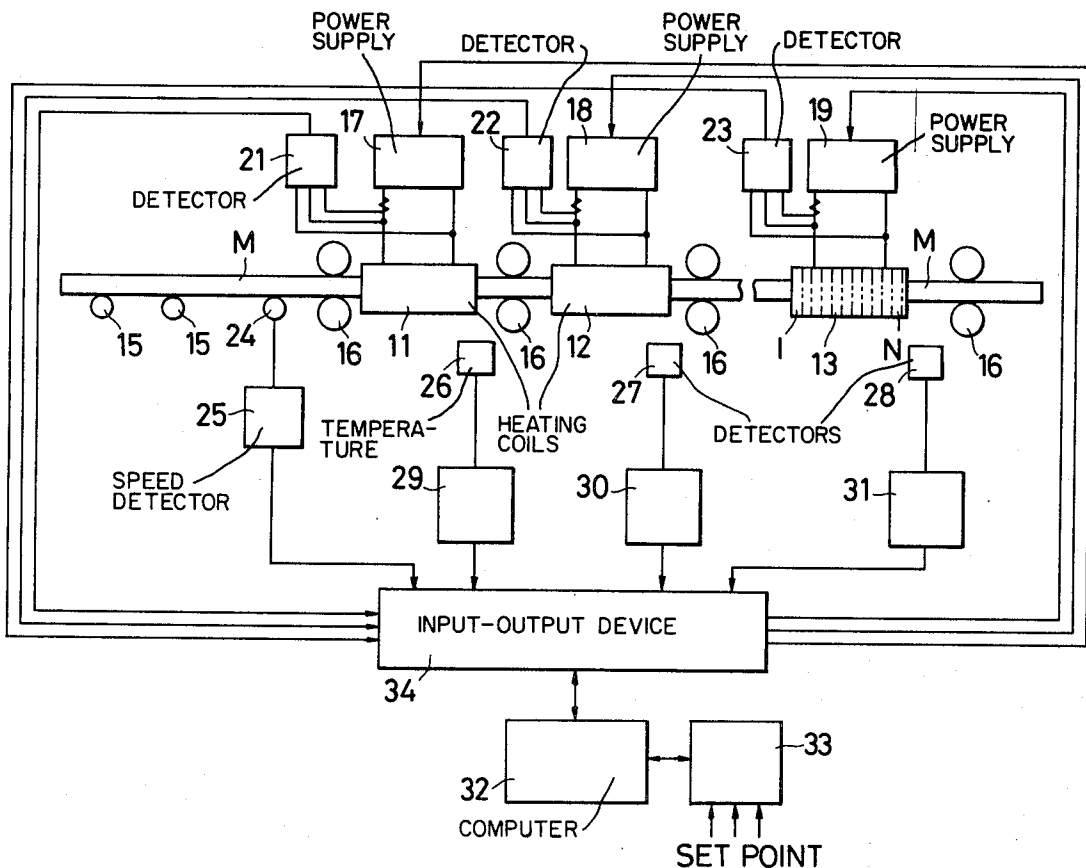 POWER
SUPPLY
DETECTOR
POWER
SUPPLY
DETECTOR
17
22
18
23
19
POWER
SUPPLY
21
DETECTOR
M
M
15
15
24
16
11
16
12
16
I
13
N
16
26
27
28
25
TEMPERA-
TURE
HEATING
COILS
DETECTORS
SPEED
DETECTOR
29
30
31
INPUT-OUTPUT DEVICE
34
33
32
COMPUTER
SET POINT